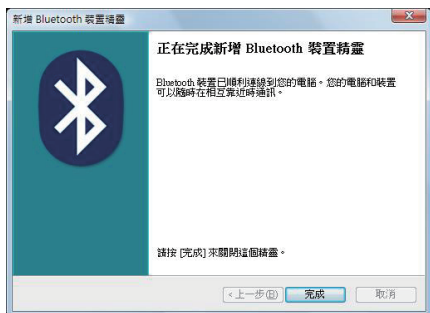 新增 Bluetooth 裝置精靈
正在完成新增 Bluetooth 裝置精靈
Bluetooth 裝置已順利連線到您的電腦。您的電腦和裝置
可以隨時在相互靠近時通訊。
請按 [完成] 來關閉這個精靈。
<上一步(B) 完成 取消